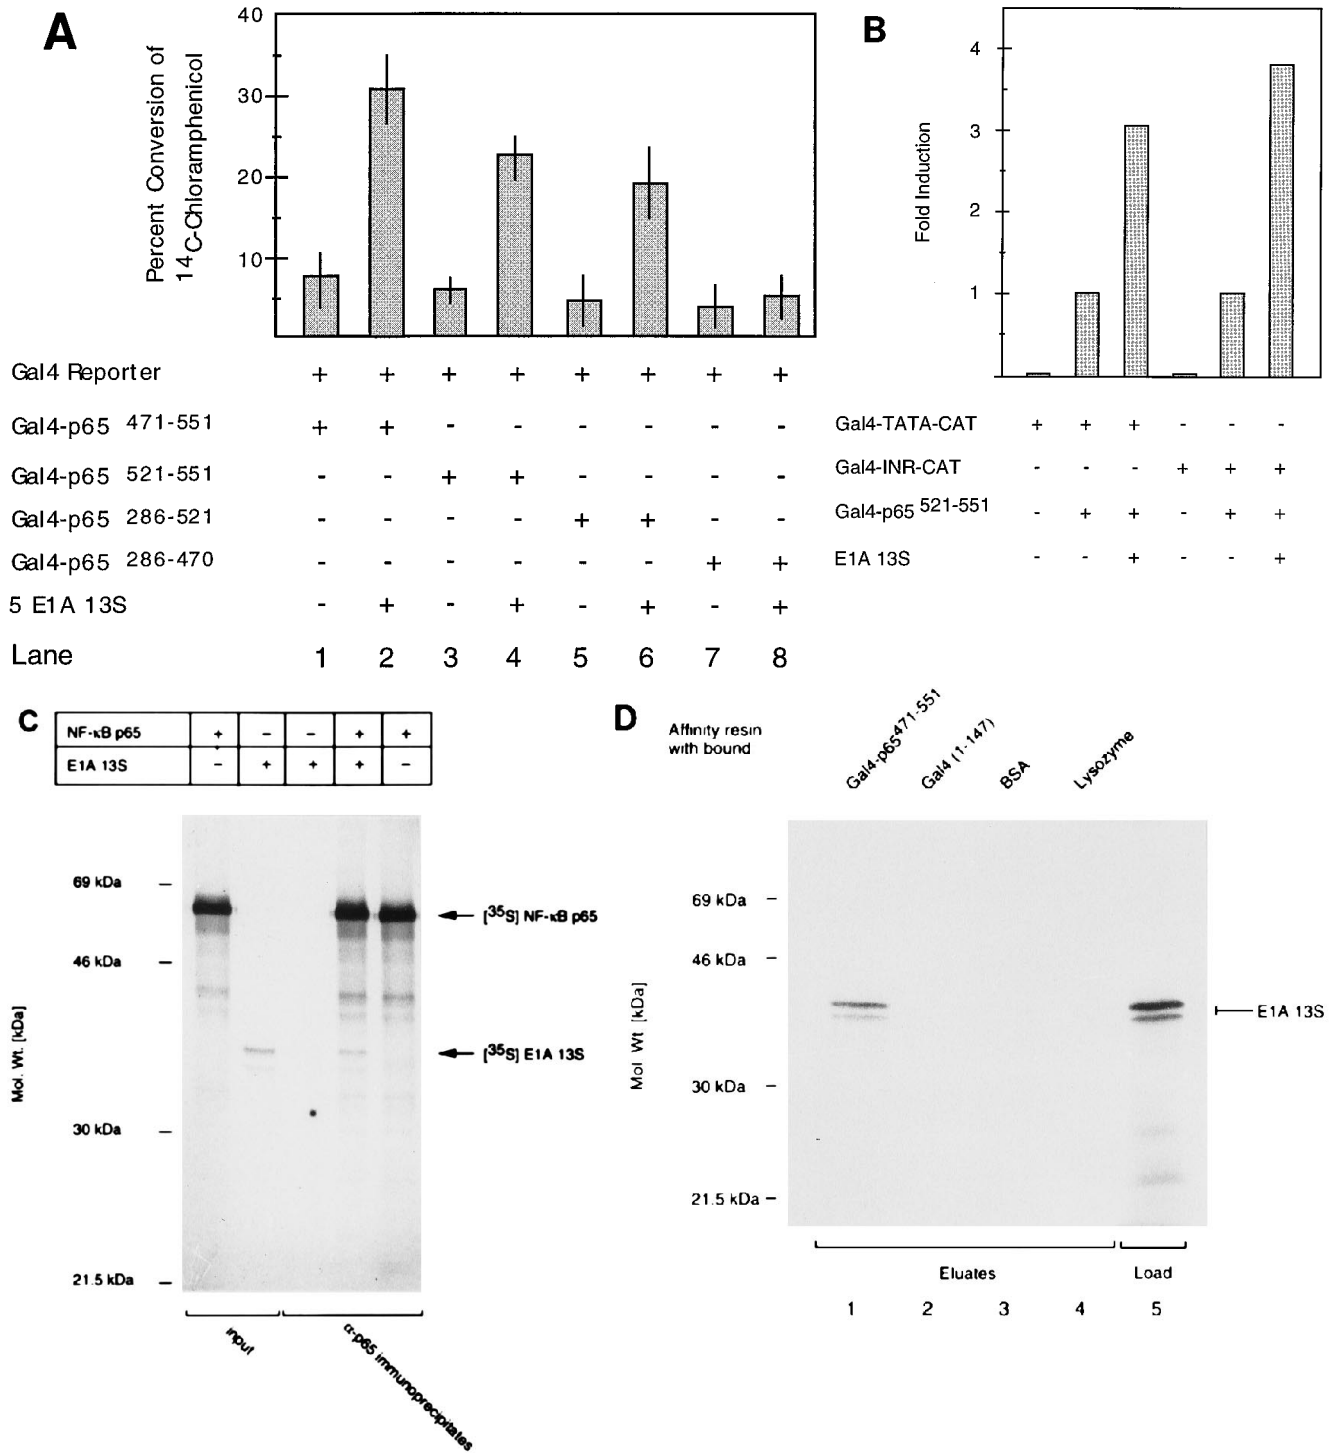 A
Percent Conversion of
14C-Chloramphenicol
40
30
20
10
Gal4 Reporter + + + + + + + +
Gal4-p65 471-551 + + - - - - - -
Gal4-p65 521-551 - - + + - - - -
Gal4-p65 286-521 - - - - + + - -
Gal4-p65 286-470 - - - - - - + +
5 E1A 13S - + - + - + - +
Lane 1 2 3 4 5 6 7 8
B
Fold Induction
4
3
2
1
Gal4-TATA-CAT + + + - - -
Gal4-INR-CAT - - - + + +
Gal4-p65 521-551 - + + - + +
E1A 13S - - + - - +
C
NF-κB p65 + - - + +
E1A 13S - + + + -
Mol. Wt. [kDa]
69 kDa
46 kDa
30 kDa
21.5 kDa
[35S] NF-κB p65
[35S] E1A 13S
input
α-p65 immunoprecipitates
D
Affinity resin
with bound
Gal4-p65 471-551
Gal4 (1-147)
BSA
Lysozyme
Mol. Wt. [kDa]
69 kDa
46 kDa
30 kDa
21.5 kDa
E1A 13S
Eluates Load
1 2 3 4 5